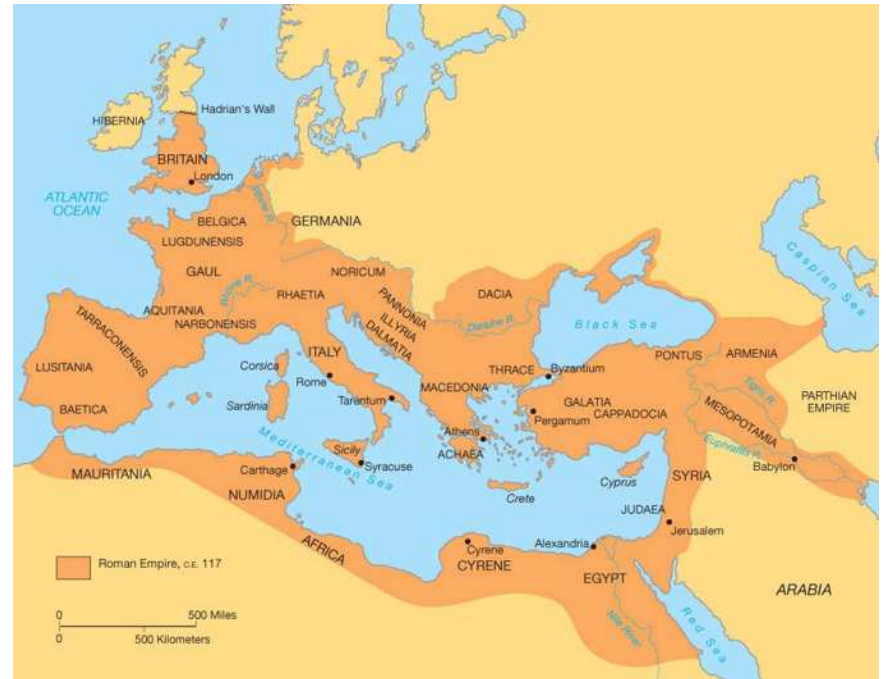 Hadrian's Wall
HIBERNIA
BRITAIN
London
ATLANTIC
OCEAN
Rhine R.
BELGICA
GERMANIA
LUGDUNENSIS
GAUL
NORICUM
Rhône R.
RHAETIA
PANNONIA
ILLYRIA
DALMATIA
DACIA
Danube R.
Black Sea
Caspian Sea
AQUITANIA
NARBONENSIS
TARRACONENSIS
LUSITANIA
BAETICA
Corsica
ITALY
Rome
Sardinia
Tarentum
THRACE
Byzantium
MACEDONIA
PONTUS
ARMENIA
GALATIA
CAPPADOCIA
Pergamum
Tigris R.
PARTHIAN
EMPIRE
MESOPOTAMIA
Euphrates R.
Babylon
Athens
ACHAEA
Mediterranean Sea
Sicily
Syracuse
Carthage
MAURITANIA
NUMIDIA
Crete
Cyprus
SYRIA
JUDAEA
Jerusalem
AFRICA
Cyrene
CYRENE
Alexandria
EGYPT
Nile River
Red Sea
ARABIA
Roman Empire, C.E. 117
0 500 Miles
0 500 Kilometers